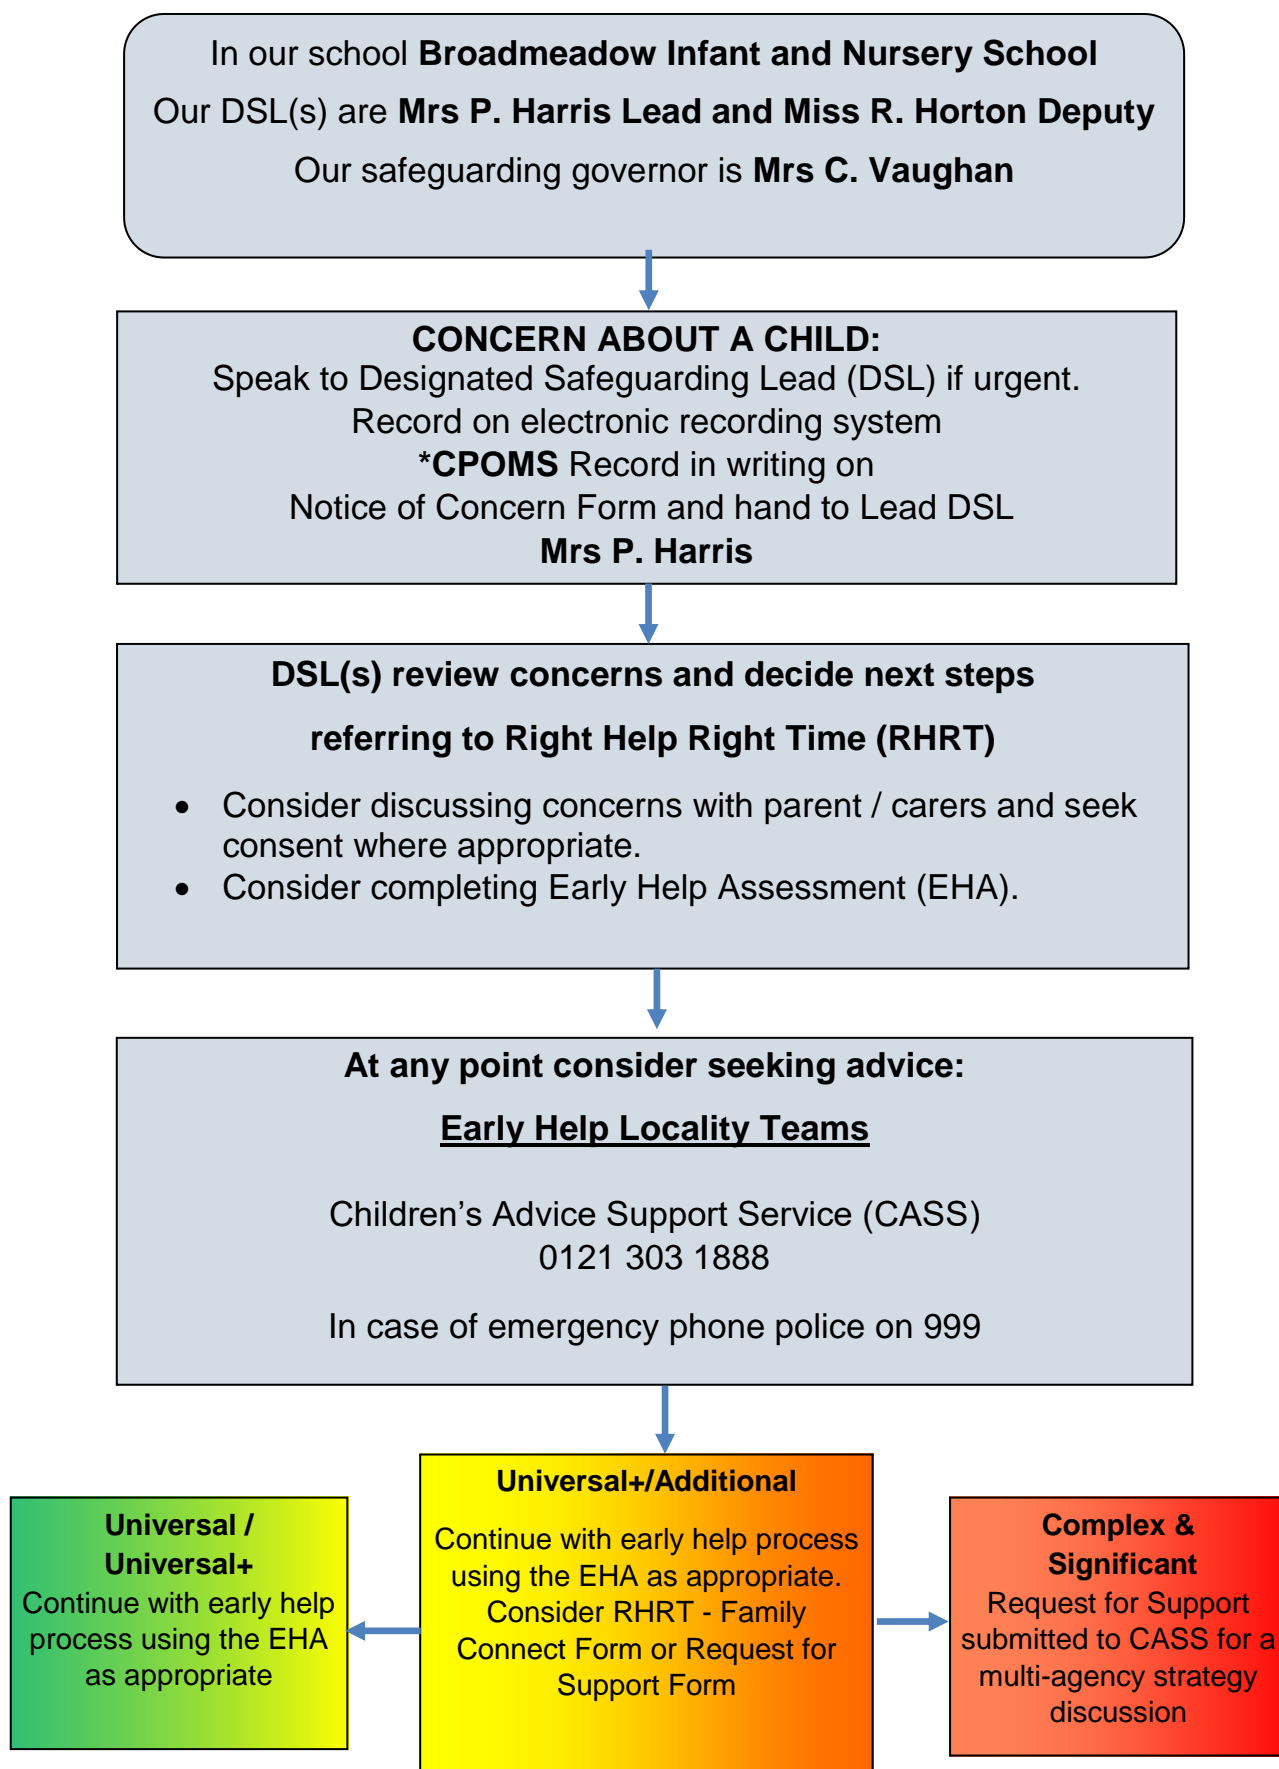 In our school Broadmeadow Infant and Nursery School
Our DSL(s) are Mrs P. Harris Lead and Miss R. Horton Deputy
Our safeguarding governor is Mrs C. Vaughan
CONCERN ABOUT A CHILD:
Speak to Designated Safeguarding Lead (DSL) if urgent.
Record on electronic recording system
*CPOMS Record in writing on
Notice of Concern Form and hand to Lead DSL
Mrs P. Harris
DSL(s) review concerns and decide next steps
referring to Right Help Right Time (RHRT)
• Consider discussing concerns with parent / carers and seek
consent where appropriate.
• Consider completing Early Help Assessment (EHA).
At any point consider seeking advice:
Early Help Locality Teams
Children’s Advice Support Service (CASS)
0121 303 1888
In case of emergency phone police on 999
Universal /
Universal+
Continue with early help
process using the EHA
as appropriate
Universal+/Additional
Continue with early help process
using the EHA as appropriate.
Consider RHRT - Family
Connect Form or Request for
Support Form
Complex &
Significant
Request for Support
submitted to CASS for a
multi-agency strategy
discussion